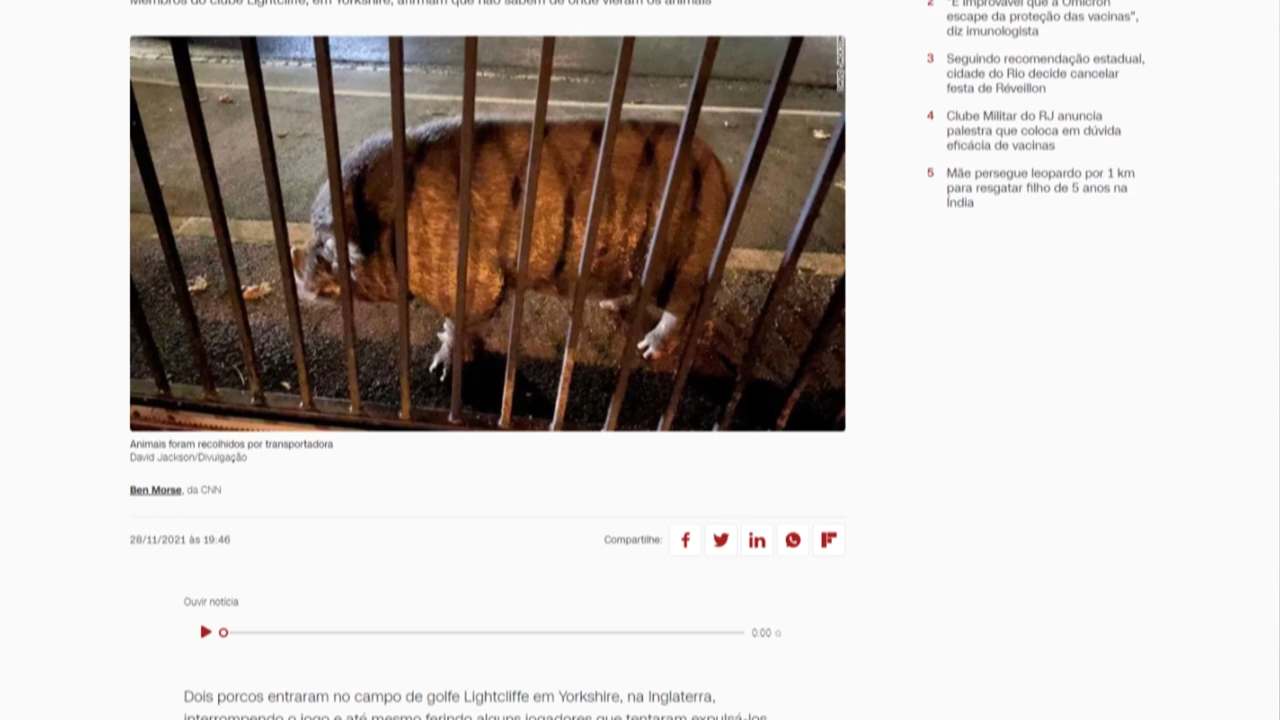 Membros do clube Lightcliffe, em Yorkshire, afirmam que não sabem de onde vieram os animais
Animais foram recolhidos por transportadora
David Jackson/Divulgação
Ben Morse, da CNN
28/11/2021 às 19:46
Compartilhe:
Ouvir notícia
0:00
Dois porcos entraram no campo de golfe Lightcliffe em Yorkshire, na Inglaterra,
interrompendo o jogo e até mesmo ferindo alguns jogadores que tentaram expulsá-los
2 "É improvável que a Ômicron
escape da proteção das vacinas",
diz imunologista
3 Seguindo recomendação estadual,
cidade do Rio decide cancelar
festa de Réveillon
4 Clube Militar do RJ anuncia
palestra que coloca em dúvida
eficácia de vacinas
5 Mãe persegue leopardo por 1 km
para resgatar filho de 5 anos na
Índia